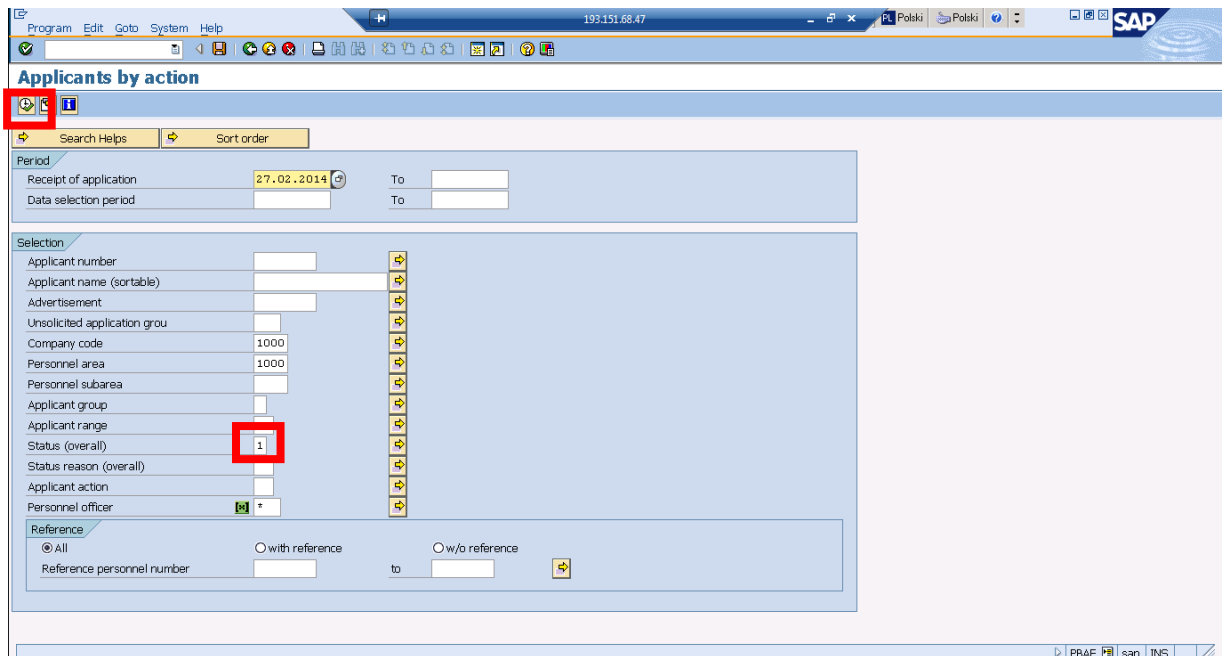 193.151.68.47
PL Polski Polski
Program Edit Goto System Help
SAP
Applicants by action
Search Helps Sort order
Period
Receipt of application 27.02.2014 To
Data selection period To
Selection
Applicant number
Applicant name (sortable)
Advertisement
Unsolicited application grou
Company code 1000
Personnel area 1000
Personnel subarea
Applicant group
Applicant range
Status (overall) 1
Status reason (overall)
Applicant action
Personnel officer *
Reference
All with reference w/o reference
Reference personnel number to
PBAE san INS